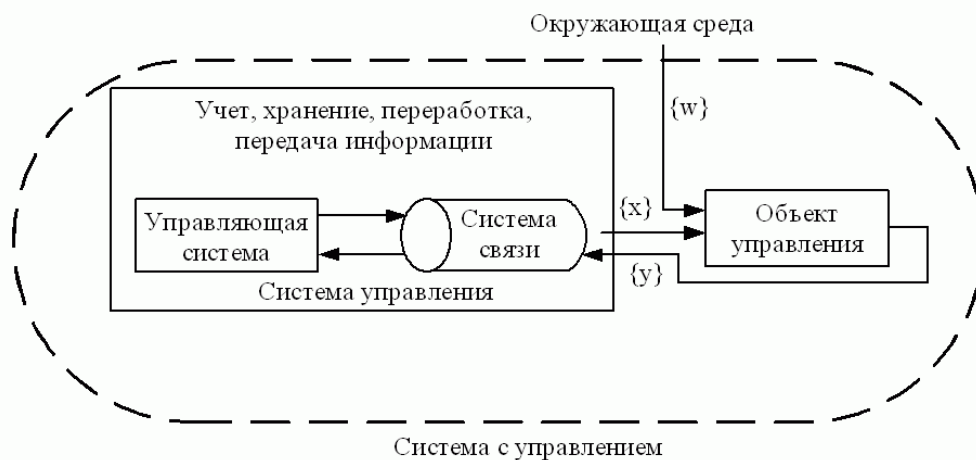 Окружающая среда
Учет, хранение, переработка,
передача информации
{w}
Управляющая
система
Система
связи
{x}
Объект
управления
{y}
Система управления
Система с управлением